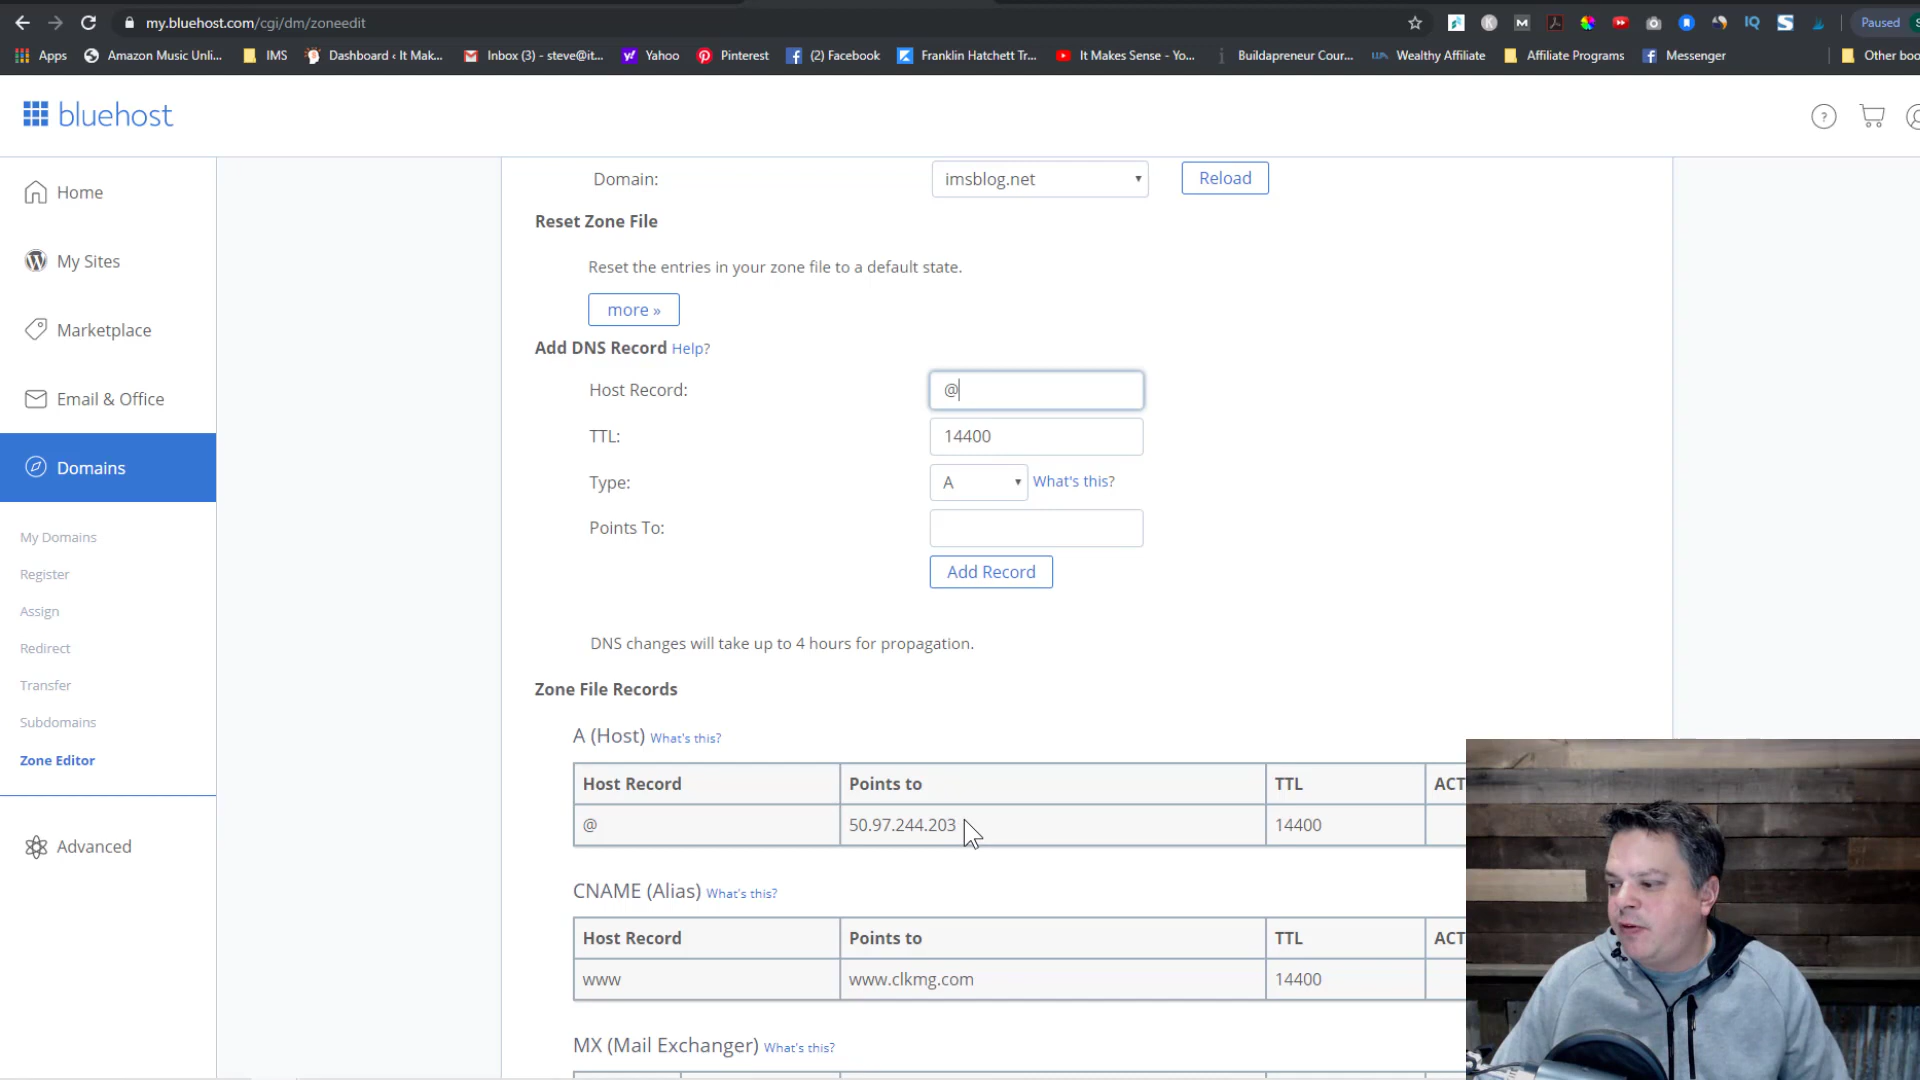 my.bluehost.com/cgi/dm/zoneedit
Paused
Apps
Amazon Music Unli...
IMS
Dashboard ‹ It Mak...
Inbox (3) - steve@it...
Yahoo
Pinterest
(2) Facebook
Franklin Hatchett Tr...
It Makes Sense - Yo...
Buildapreneur Cour...
Wealthy Affiliate
Affiliate Programs
Messenger
Other boo
bluehost
Home
My Sites
Marketplace
Email & Office
Domains
My Domains
Register
Assign
Redirect
Transfer
Subdomains
Zone Editor
Advanced
Domain:
imsblog.net
Reload
Reset Zone File
Reset the entries in your zone file to a default state.
more »
Add DNS Record Help?
Host Record:
@
TTL:
14400
Type:
A
What's this?
Points To:
Add Record
DNS changes will take up to 4 hours for propagation.
Zone File Records
A (Host) What's this?
Host Record Points to TTL ACT
@ 50.97.244.203 14400
CNAME (Alias) What's this?
Host Record Points to TTL ACT
www www.clkmg.com 14400
MX (Mail Exchanger) What's this?